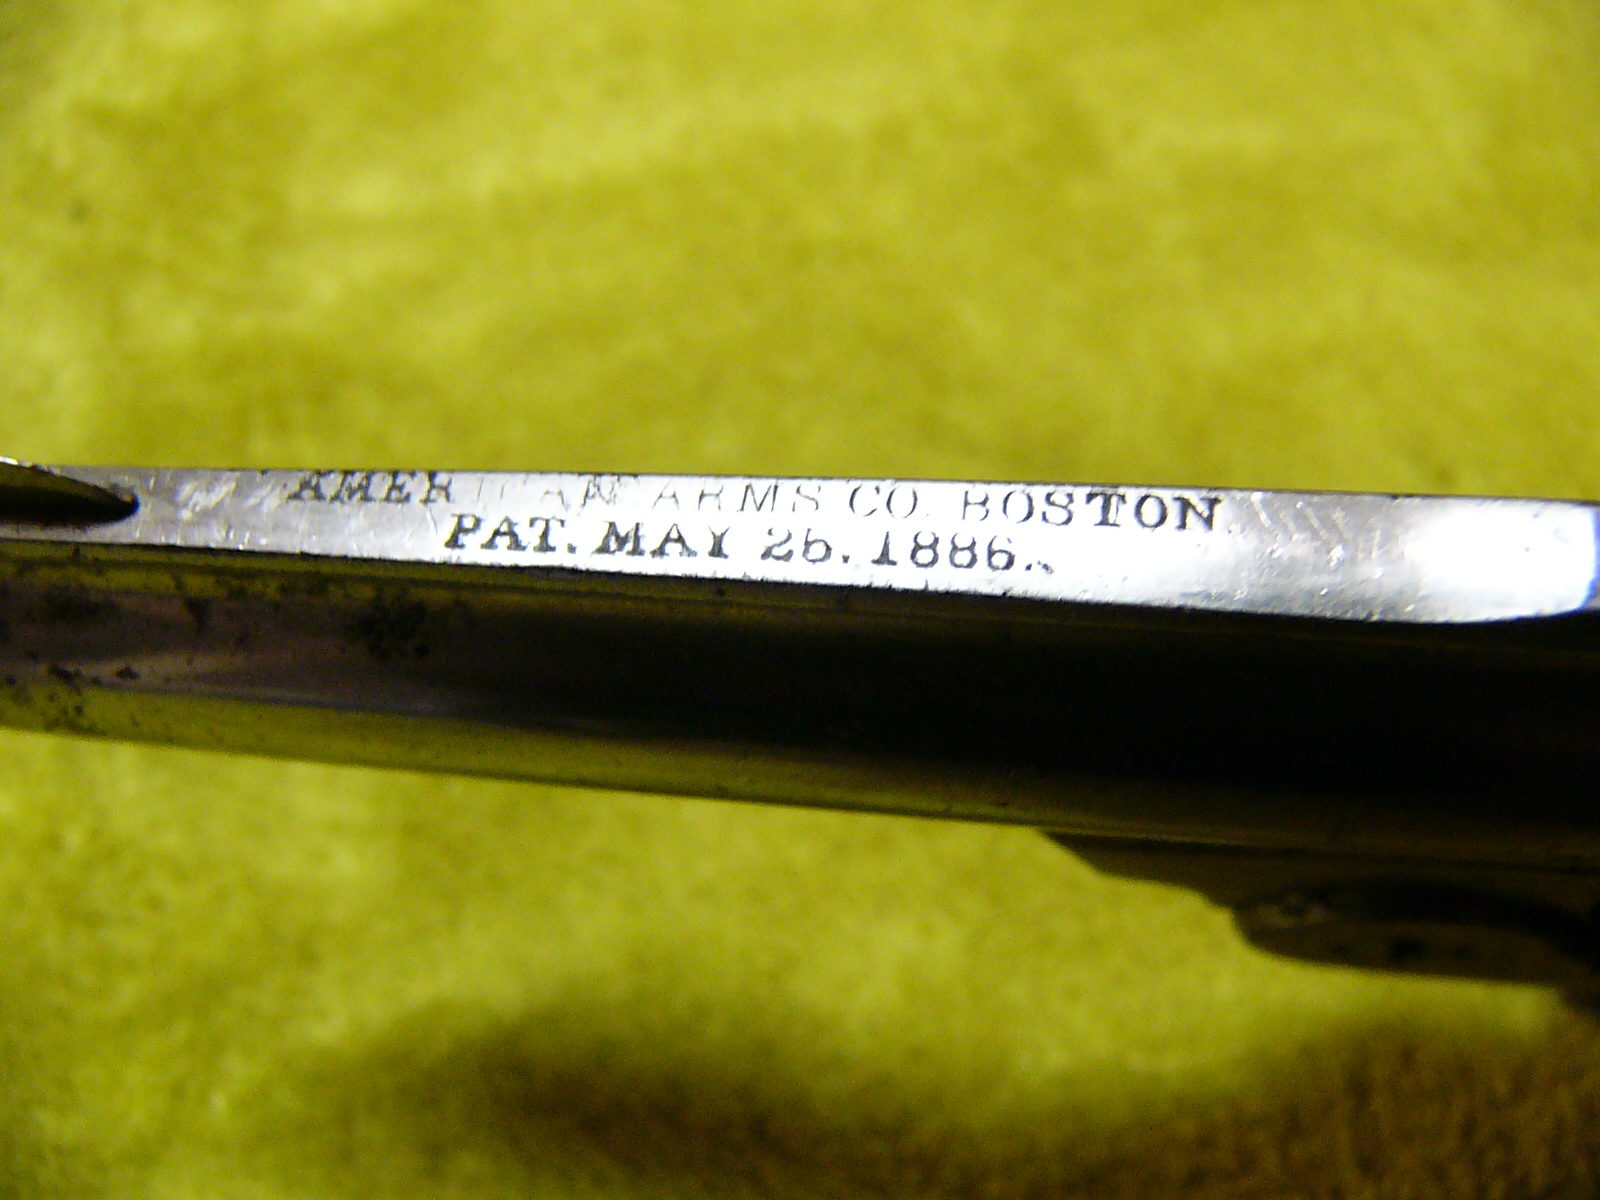 AMERICAN ARMS CO. BOSTON
PAT. MAY 25. 1886.